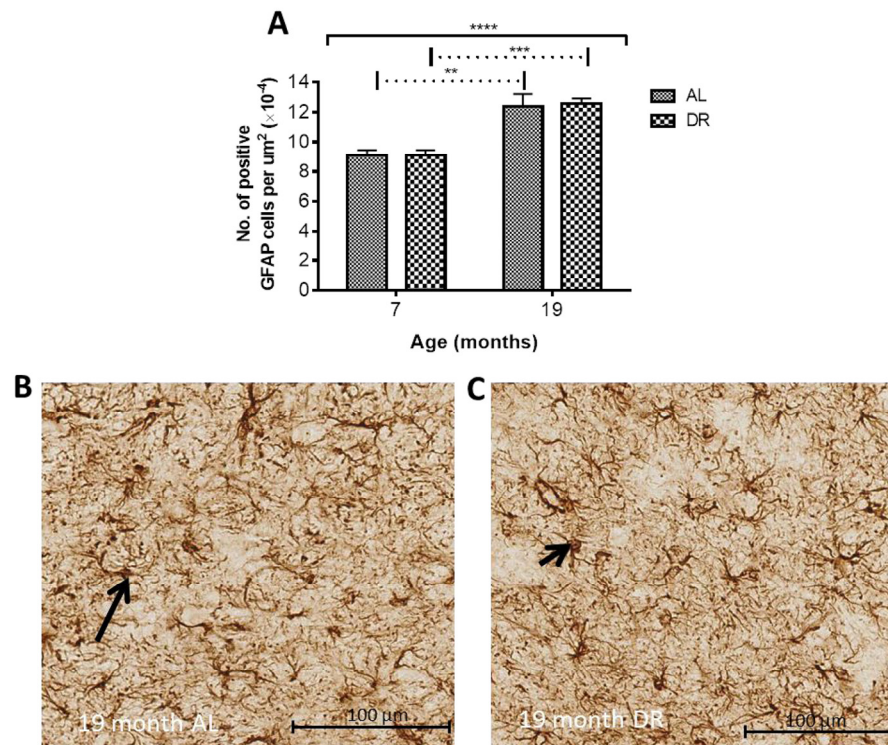 A
****
***
**
14
12
10
8
6
4
2
0
No. of positive
GFAP cells per um² (×10⁻⁴)
7
19
Age (months)
AL
DR
B
19 month AL
100 µm
C
19 month DR
100 µm